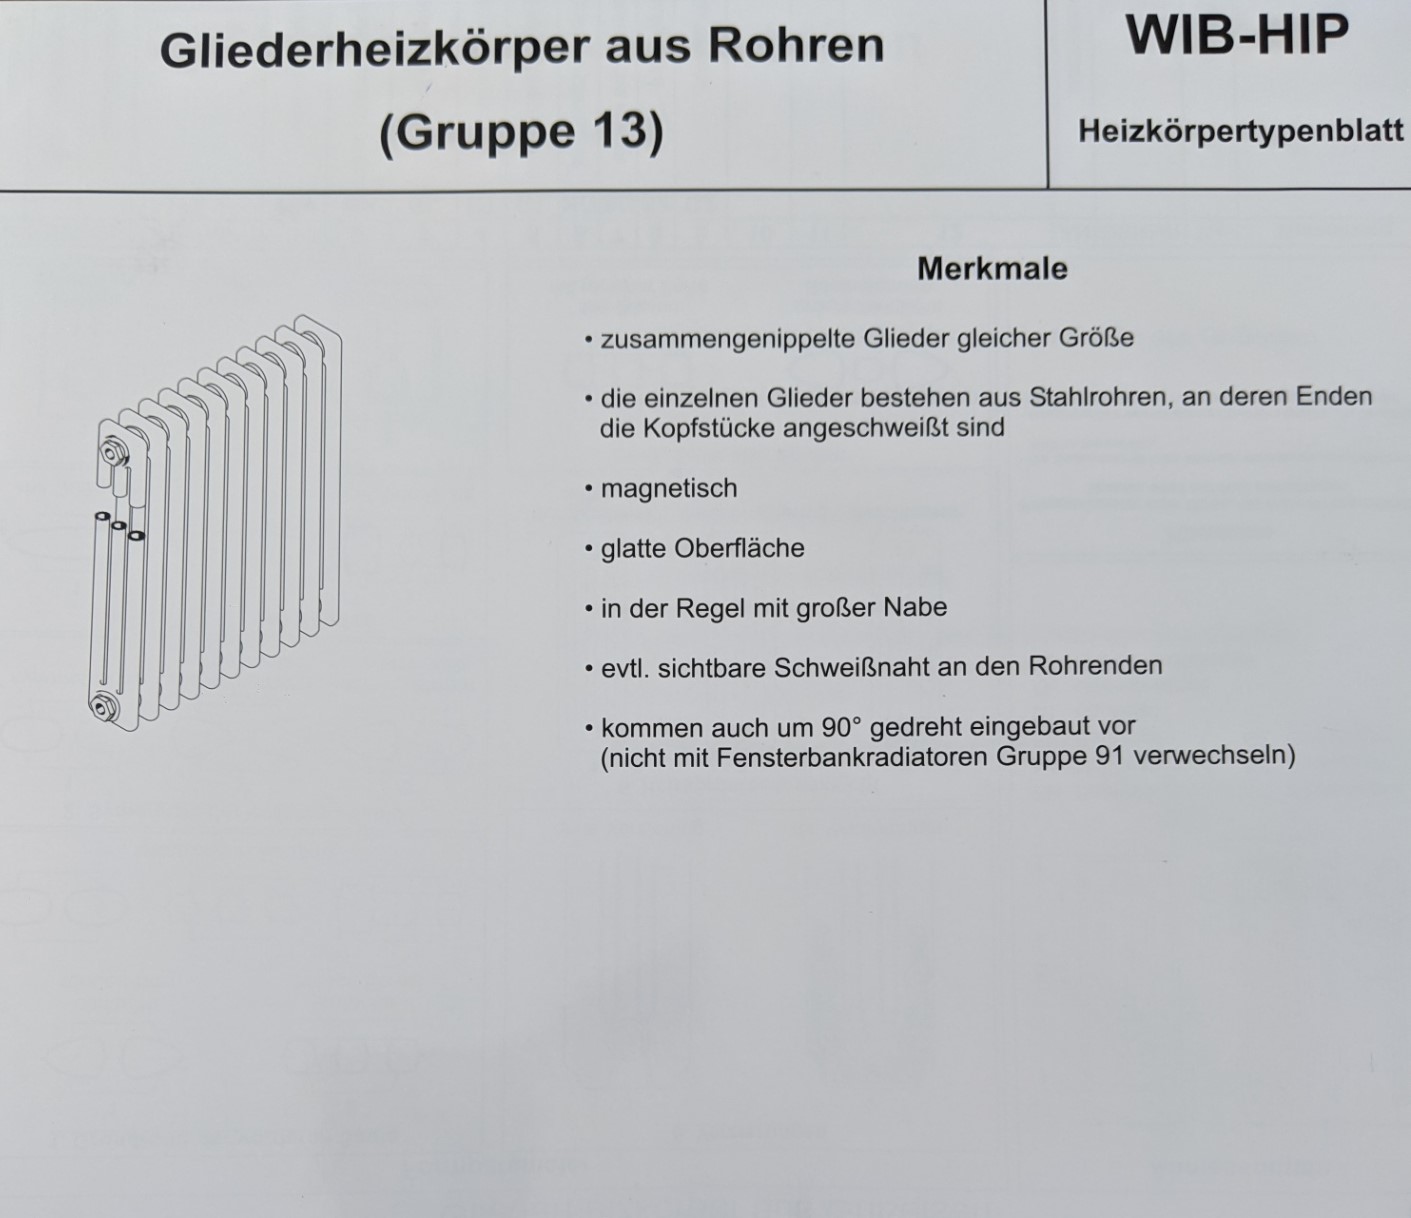 Gliederheizkörper aus Rohren
(Gruppe 13)
WIB-HIP
Heizkörpertypenblatt
Merkmale
• zusammengenippelte Glieder gleicher Größe
• die einzelnen Glieder bestehen aus Stahlrohren, an deren Enden
die Kopfstücke angeschweißt sind
• magnetisch
• glatte Oberfläche
• in der Regel mit großer Nabe
• evtl. sichtbare Schweißnaht an den Rohrenden
• kommen auch um 90° gedreht eingebaut vor
(nicht mit Fensterbankradiatoren Gruppe 91 verwechseln)